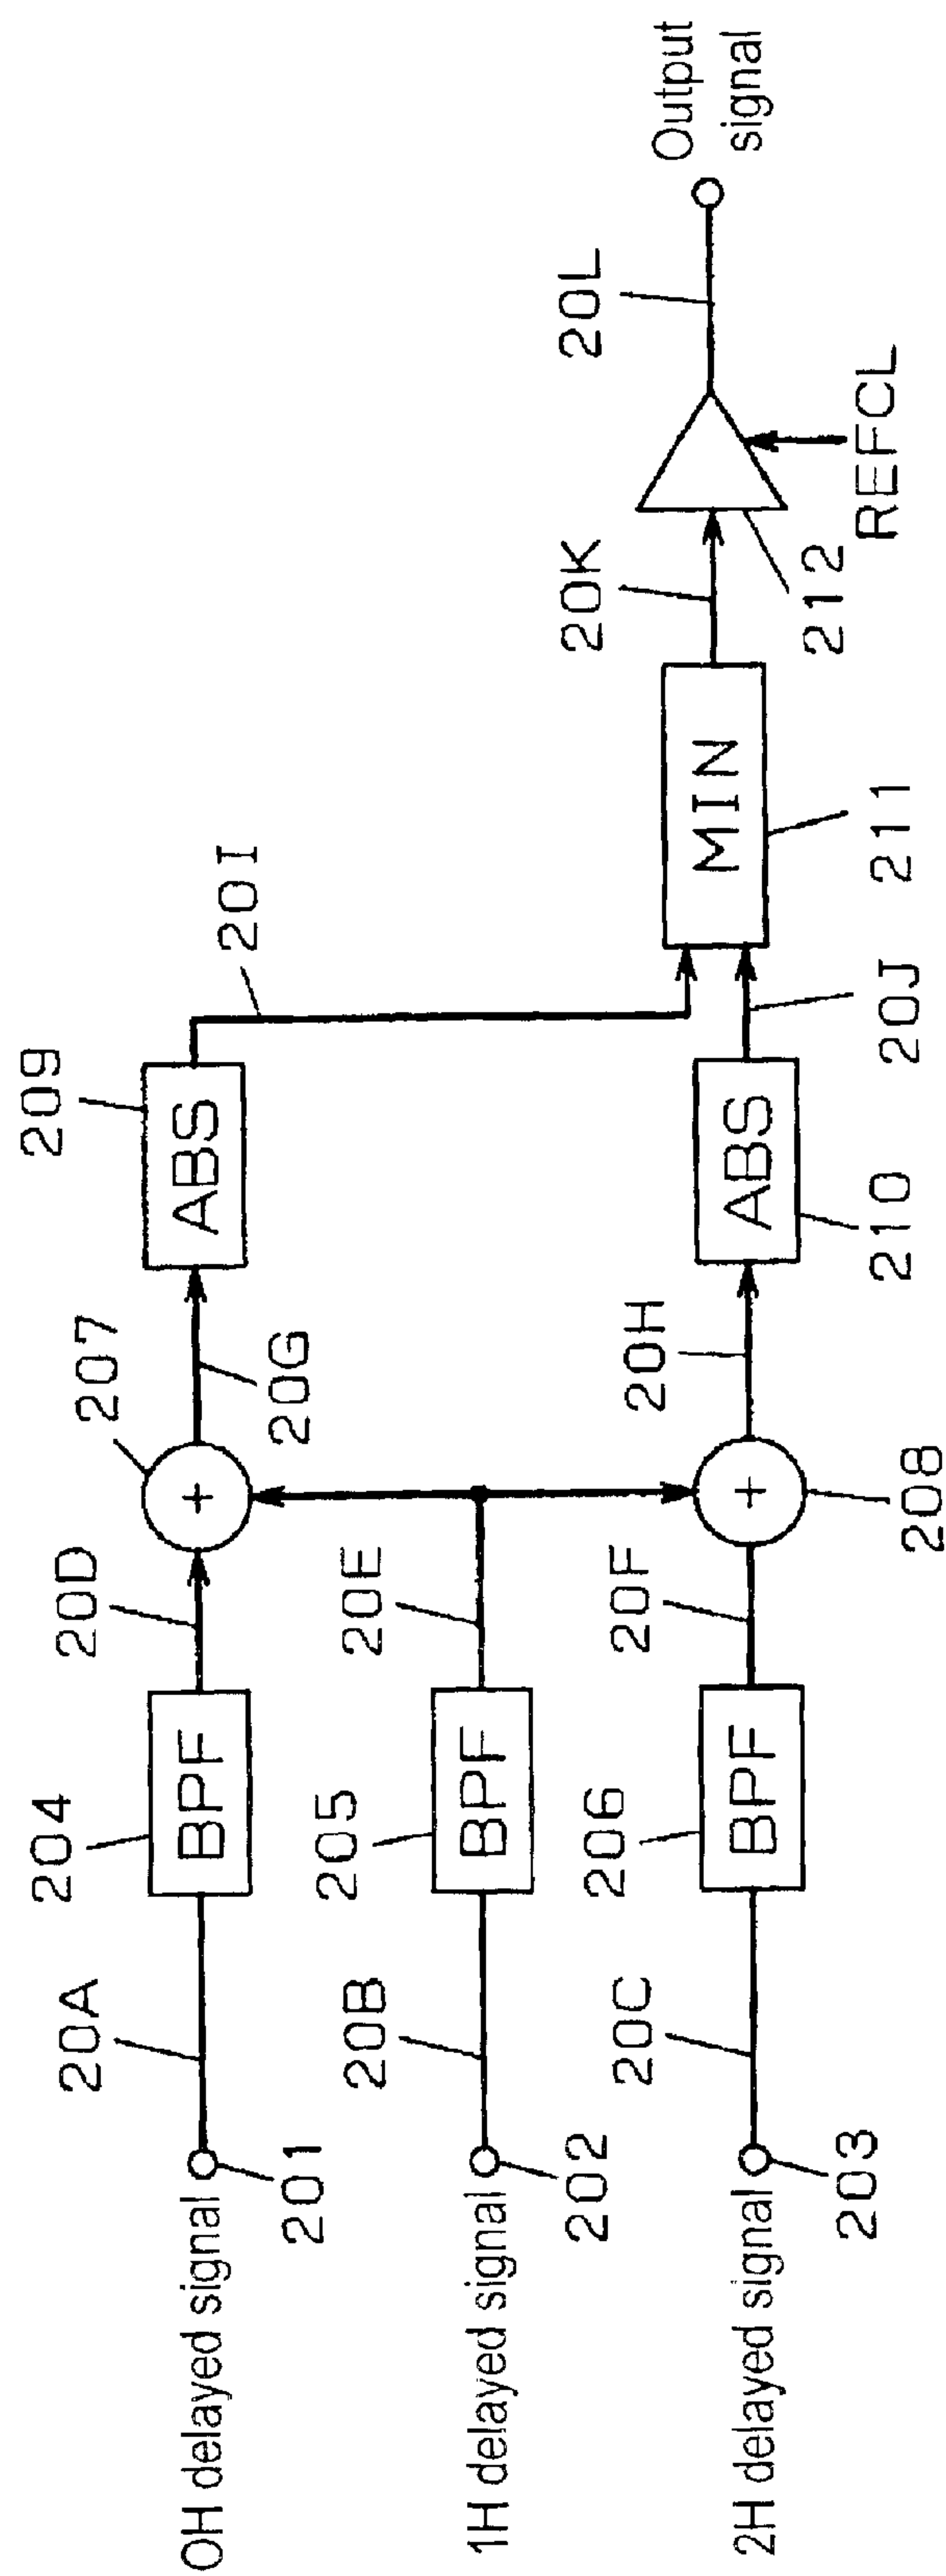 0H delayed signal
201
20A
204
BPF
20D
207
+
20G
209
ABS
20I
1H delayed signal
202
20B
205
BPF
20E
2H delayed signal
203
20C
206
BPF
20F
208
+
20H
210
ABS
20J
211
MIN
20K
212
REFCL
20L
Output
signal